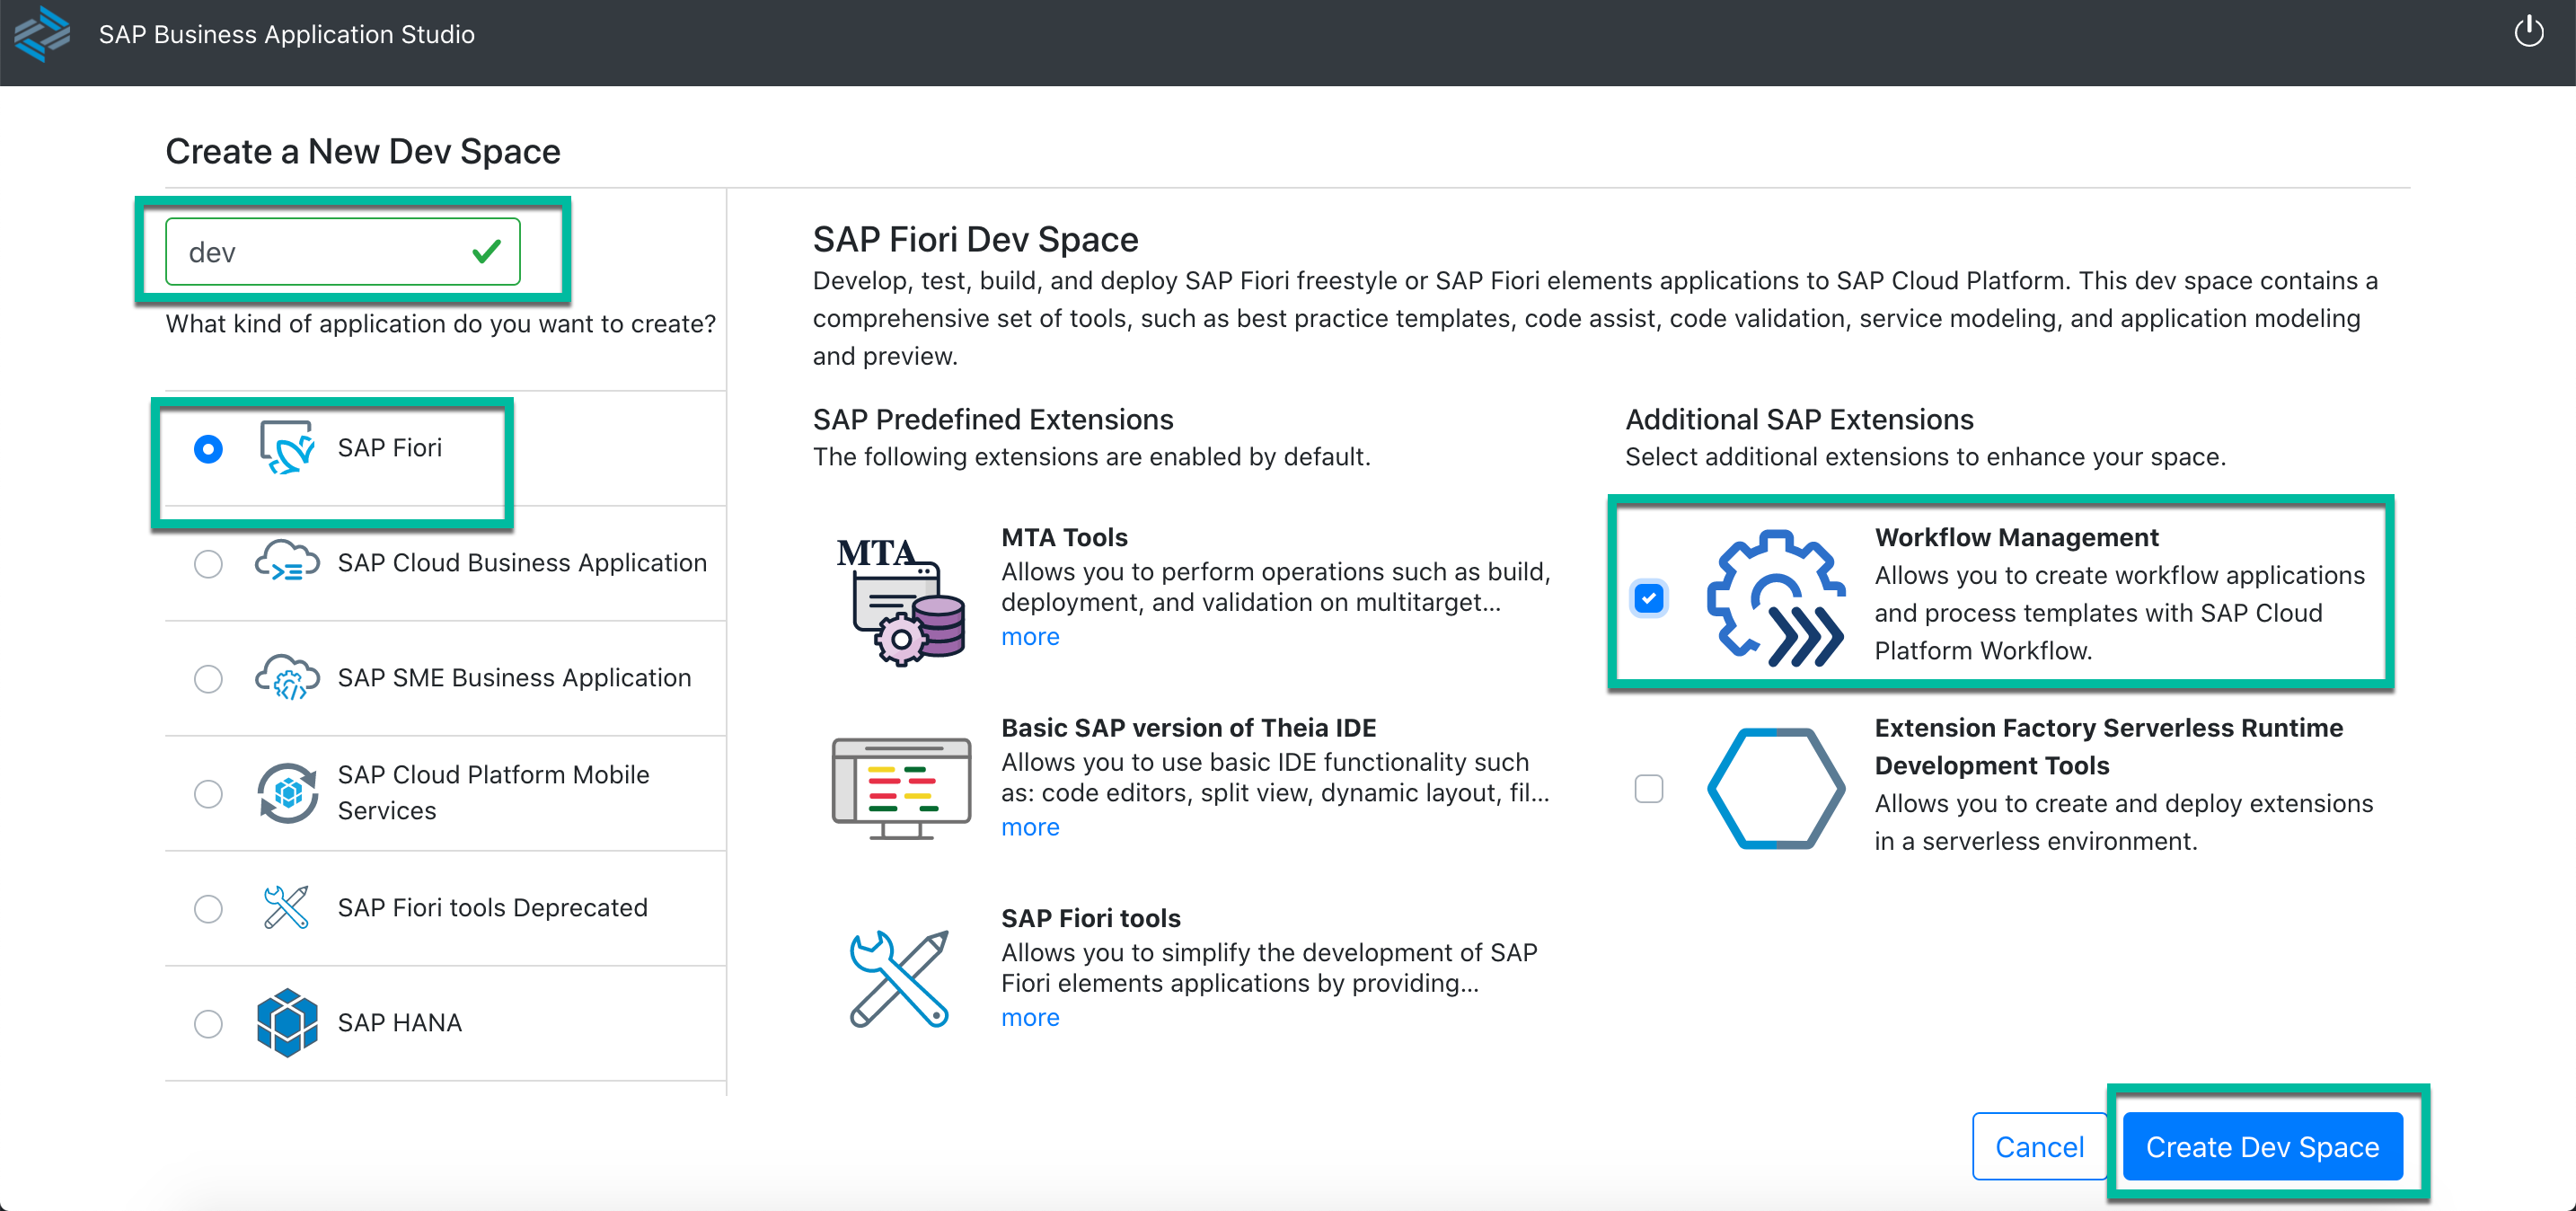 SAP Business Application Studio
Create a New Dev Space
dev
What kind of application do you want to create?
SAP Fiori
SAP Cloud Business Application
SAP SME Business Application
SAP Cloud Platform Mobile
Services
SAP Fiori tools Deprecated
SAP HANA
SAP Fiori Dev Space
Develop, test, build, and deploy SAP Fiori freestyle or SAP Fiori elements applications to SAP Cloud Platform. This dev space contains a
comprehensive set of tools, such as best practice templates, code assist, code validation, service modeling, and application modeling
and preview.
SAP Predefined Extensions
The following extensions are enabled by default.
MTA
MTA Tools
Allows you to perform operations such as build,
deployment, and validation on multitarget...
more
Basic SAP version of Theia IDE
Allows you to use basic IDE functionality such
as: code editors, split view, dynamic layout, fil...
more
SAP Fiori tools
Allows you to simplify the development of SAP
Fiori elements applications by providing...
more
Additional SAP Extensions
Select additional extensions to enhance your space.
Workflow Management
Allows you to create workflow applications
and process templates with SAP Cloud
Platform Workflow.
Extension Factory Serverless Runtime
Development Tools
Allows you to create and deploy extensions
in a serverless environment.
Cancel
Create Dev Space